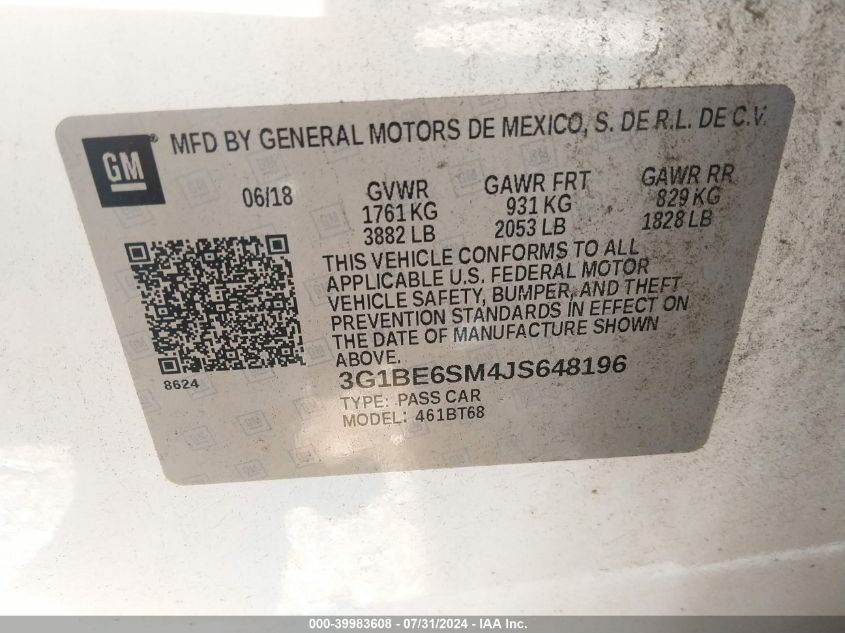 GM® MFD BY GENERAL MOTORS DE MEXICO, S. DE R.L. DE C.V.
06/18 GVWR GAWR FRT GAWR RR
1761 KG 931 KG 829 KG
3882 LB 2053 LB 1828 LB
THIS VEHICLE CONFORMS TO ALL
APPLICABLE U.S. FEDERAL MOTOR
VEHICLE SAFETY, BUMPER, AND THEFT
PREVENTION STANDARDS IN EFFECT ON
THE DATE OF MANUFACTURE SHOWN
ABOVE.
8624
3G1BE6SM4JS648196
TYPE: PASS CAR
MODEL: 461BT68
000-39983608 - 07/31/2024 - IAA Inc.